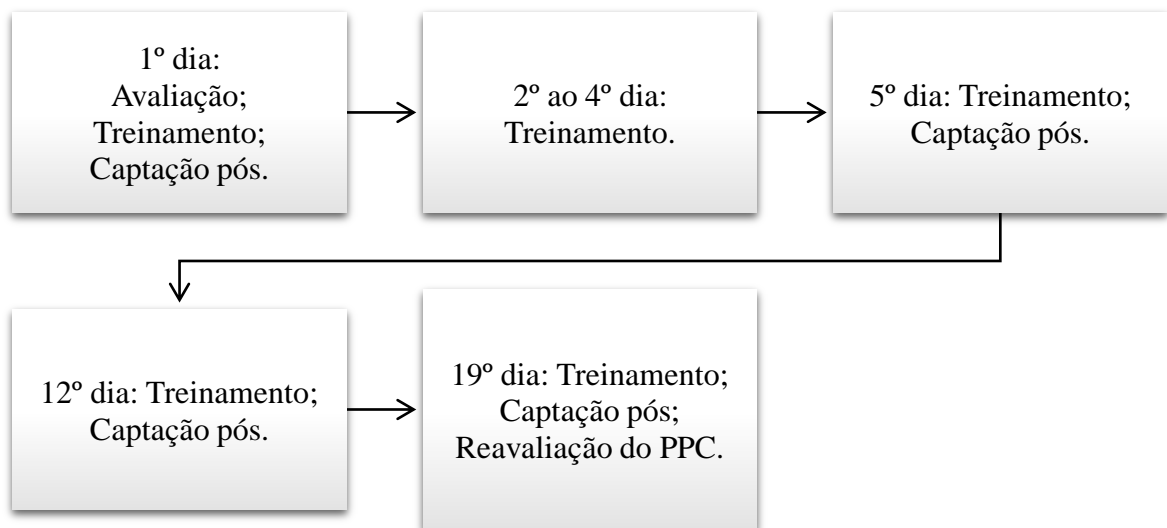 1º dia:
Avaliação;
Treinamento;
Captação pós.
2º ao 4º dia:
Treinamento.
5º dia: Treinamento;
Captação pós.
12º dia: Treinamento;
Captação pós.
19º dia: Treinamento;
Captação pós;
Reavaliação do PPC.